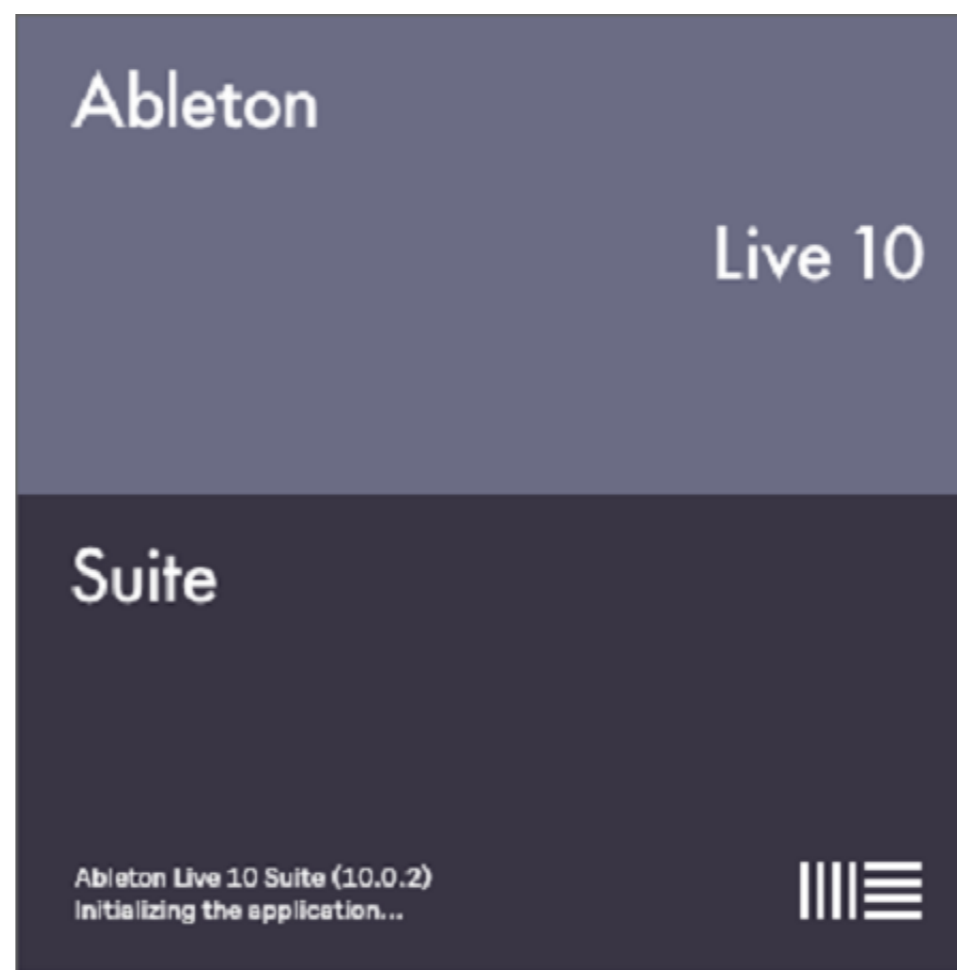 Ableton
Live 10
Suite
Ableton Live 10 Suite (10.0.2)
Initializing the application...